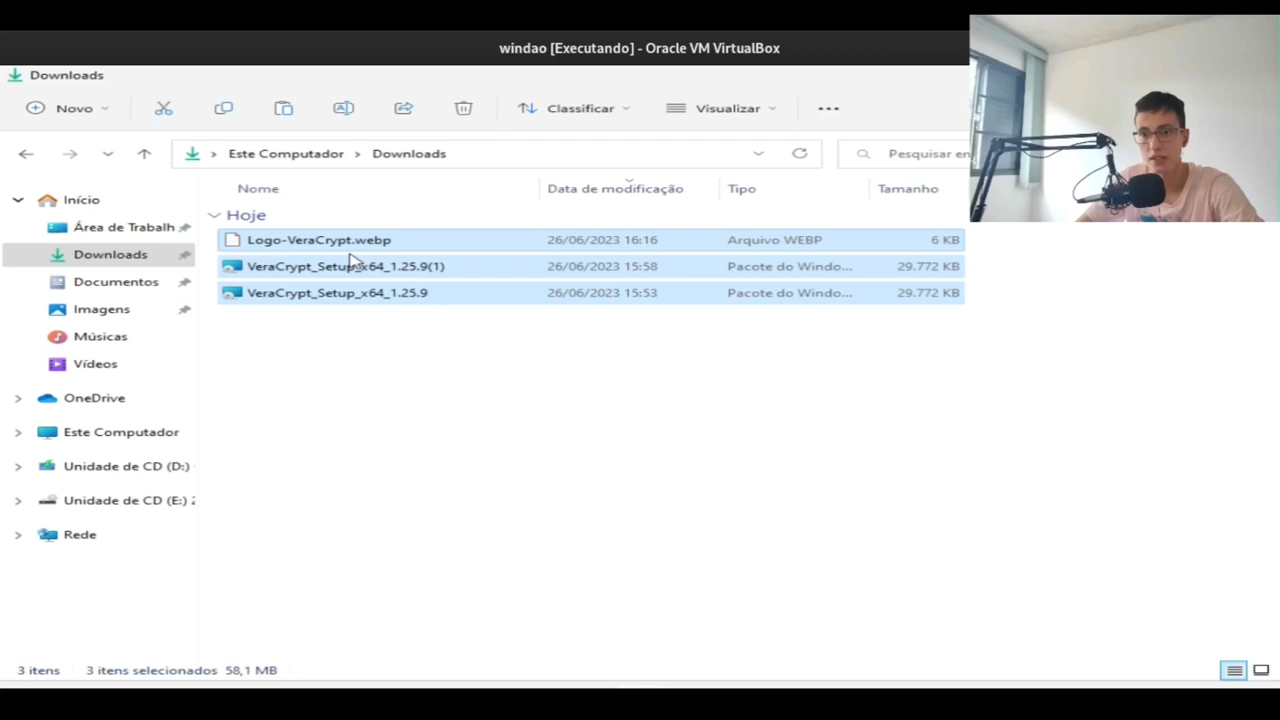 windao [Executando] - Oracle VM VirtualBox
Downloads
Novo
Classificar
Visualizar
Este Computador > Downloads
Pesquisar en
Nome
Data de modificação
Tipo
Tamanho
Hoje
Logo-VeraCrypt.webp 26/06/2023 16:16 Arquivo WEBP 6 KB
VeraCrypt_Setup_x64_1.25.9(1) 26/06/2023 15:58 Pacote do Windo... 29.772 KB
VeraCrypt_Setup_x64_1.25.9 26/06/2023 15:53 Pacote do Windo... 29.772 KB
Início
Área de Trabalh
Downloads
Documentos
Imagens
Músicas
Vídeos
OneDrive
Este Computador
Unidade de CD (D:)
Unidade de CD (E:) 2
Rede
3 itens
3 itens selecionados 58,1 MB